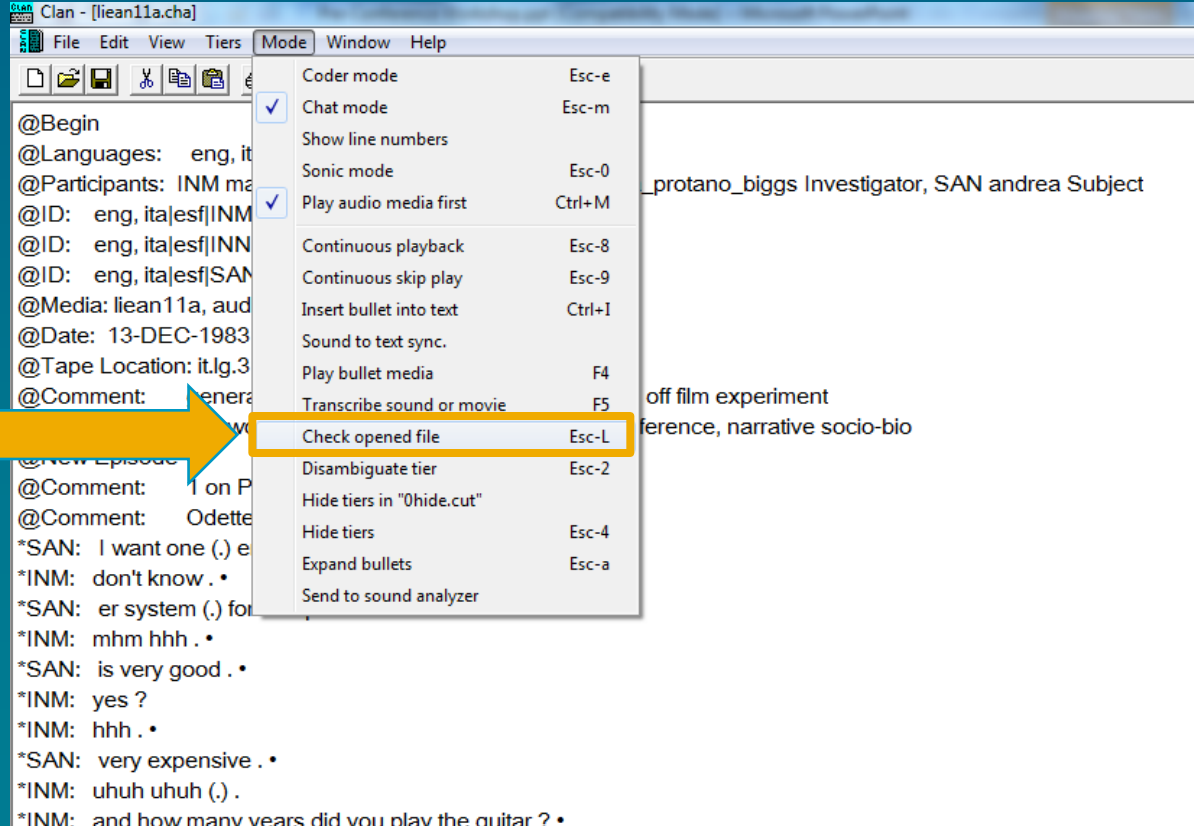 Clan - [liean11a.cha]
File Edit View Tiers Mode Window Help
Coder mode Esc-e
Chat mode Esc-m
Show line numbers
Sonic mode Esc-0
Play audio media first Ctrl+M
Continuous playback Esc-8
Continuous skip play Esc-9
Insert bullet into text Ctrl+I
Sound to text sync.
Play bullet media F4
Transcribe sound or movie F5
Check opened file Esc-L
Disambiguate tier Esc-2
Hide tiers in "0hide.cut"
Hide tiers Esc-4
Expand bullets Esc-a
Send to sound analyzer
@Begin
@Languages: eng, it
@Participants: INM ma _protano_biggs Investigator, SAN andrea Subject
@ID: eng, ita|esf|INM
@ID: eng, ita|esf|INN
@ID: eng, ita|esf|SAN
@Media: liean11a, aud
@Date: 13-DEC-1983
@Tape Location: it.lg.3
@Comment: genera off film experiment
ference, narrative socio-bio
@New Episode
@Comment: 1 on P
@Comment: Odette
*SAN: I want one (.) e
*INM: don't know . •
*SAN: er system (.) for
*INM: mhm hhh . •
*SAN: is very good . •
*INM: yes ?
*INM: hhh . •
*SAN: very expensive . •
*INM: uhuh uhuh (.) .
*INM: and how many years did you play the guitar ? •